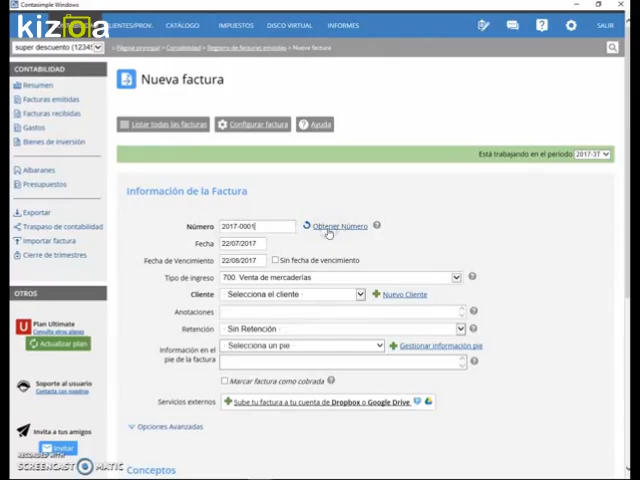 Contasimple Windows
kizoa
CLIENTES/PROV. CATÁLOGO IMPUESTOS DISCO VIRTUAL INFORMES SALIR
super descuento (12345
Página principal > Contabilidad > Registro de facturas emitidas > Nueva factura
CONTABILIDAD
Resumen
Facturas emitidas
Facturas recibidas
Gastos
Bienes de inversión
Albaranes
Presupuestos
Exportar
Traspaso de contabilidad
Importar factura
Cierre de trimestres
OTROS
Plan Ultimate
Consulta otros planes
Actualizar plan
Soporte al usuario
Contacta con nosotros
Invita a tus amigos
Invitar
RECORDED WITH
SCREENCAST MATIC
Nueva factura
Listar todas las facturas
Configurar factura
Ayuda
Está trabajando en el periodo 2017-3T
Información de la Factura
Número 2017-0001 Obtener Número
Fecha 22/07/2017
Fecha de Vencimiento 22/08/2017 Sin fecha de vencimiento
Tipo de ingreso 700. Venta de mercaderías
Cliente · Selecciona el cliente · Nuevo Cliente
Anotaciones
Retención · Sin Retención ·
Información en el pie de la factura · Selecciona un pie · Gestionar información pie
Marcar factura como cobrada
Servicios externos Sube tu factura a tu cuenta de Dropbox o Google Drive
Opciones Avanzadas
Conceptos